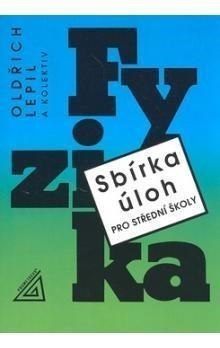 OLDŘICH
LEPIL
A KOLEKTIV
Fy
zi
ka
Sbírka
úloh
PRO STŘEDNÍ ŠKOLY